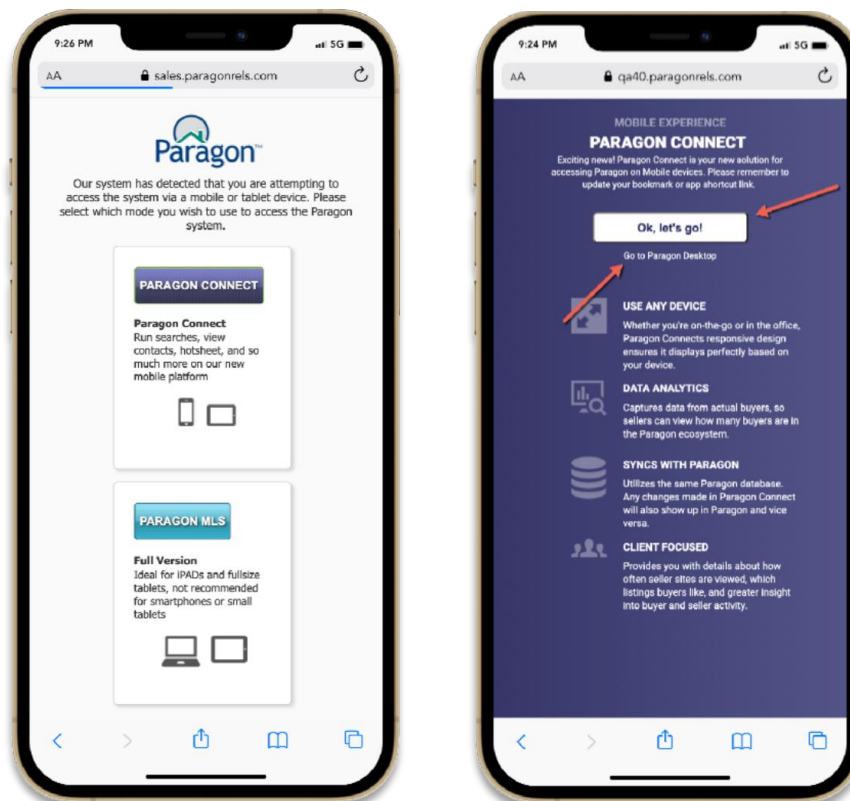 9:26 PM
5G
AA
sales.paragonrels.com
Paragon™
Our system has detected that you are attempting to
access the system via a mobile or tablet device. Please
select which mode you wish to use to access the Paragon
system.
PARAGON CONNECT
Paragon Connect
Run searches, view
contacts, hotsheet, and so
much more on our new
mobile platform
PARAGON MLS
Full Version
Ideal for iPADs and fullsize
tablets, not recommended
for smartphones or small
tablets
9:24 PM
5G
AA
qa40.paragonrels.com
MOBILE EXPERIENCE
PARAGON CONNECT
Exciting news! Paragon Connect is your new solution for
accessing Paragon on Mobile devices. Please remember to
update your bookmark or app shortcut link.
Ok, let's go!
Go to Paragon Desktop
USE ANY DEVICE
Whether you're on-the-go or in the office,
Paragon Connects responsive design
ensures it displays perfectly based on
your device.
DATA ANALYTICS
Captures data from actual buyers, so
sellers can view how many buyers are in
the Paragon ecosystem.
SYNCS WITH PARAGON
Utilizes the same Paragon database.
Any changes made in Paragon Connect
will also show up in Paragon and vice
versa.
CLIENT FOCUSED
Provides you with details about how
often seller sites are viewed, which
listings buyers like, and greater insight
into buyer and seller activity.